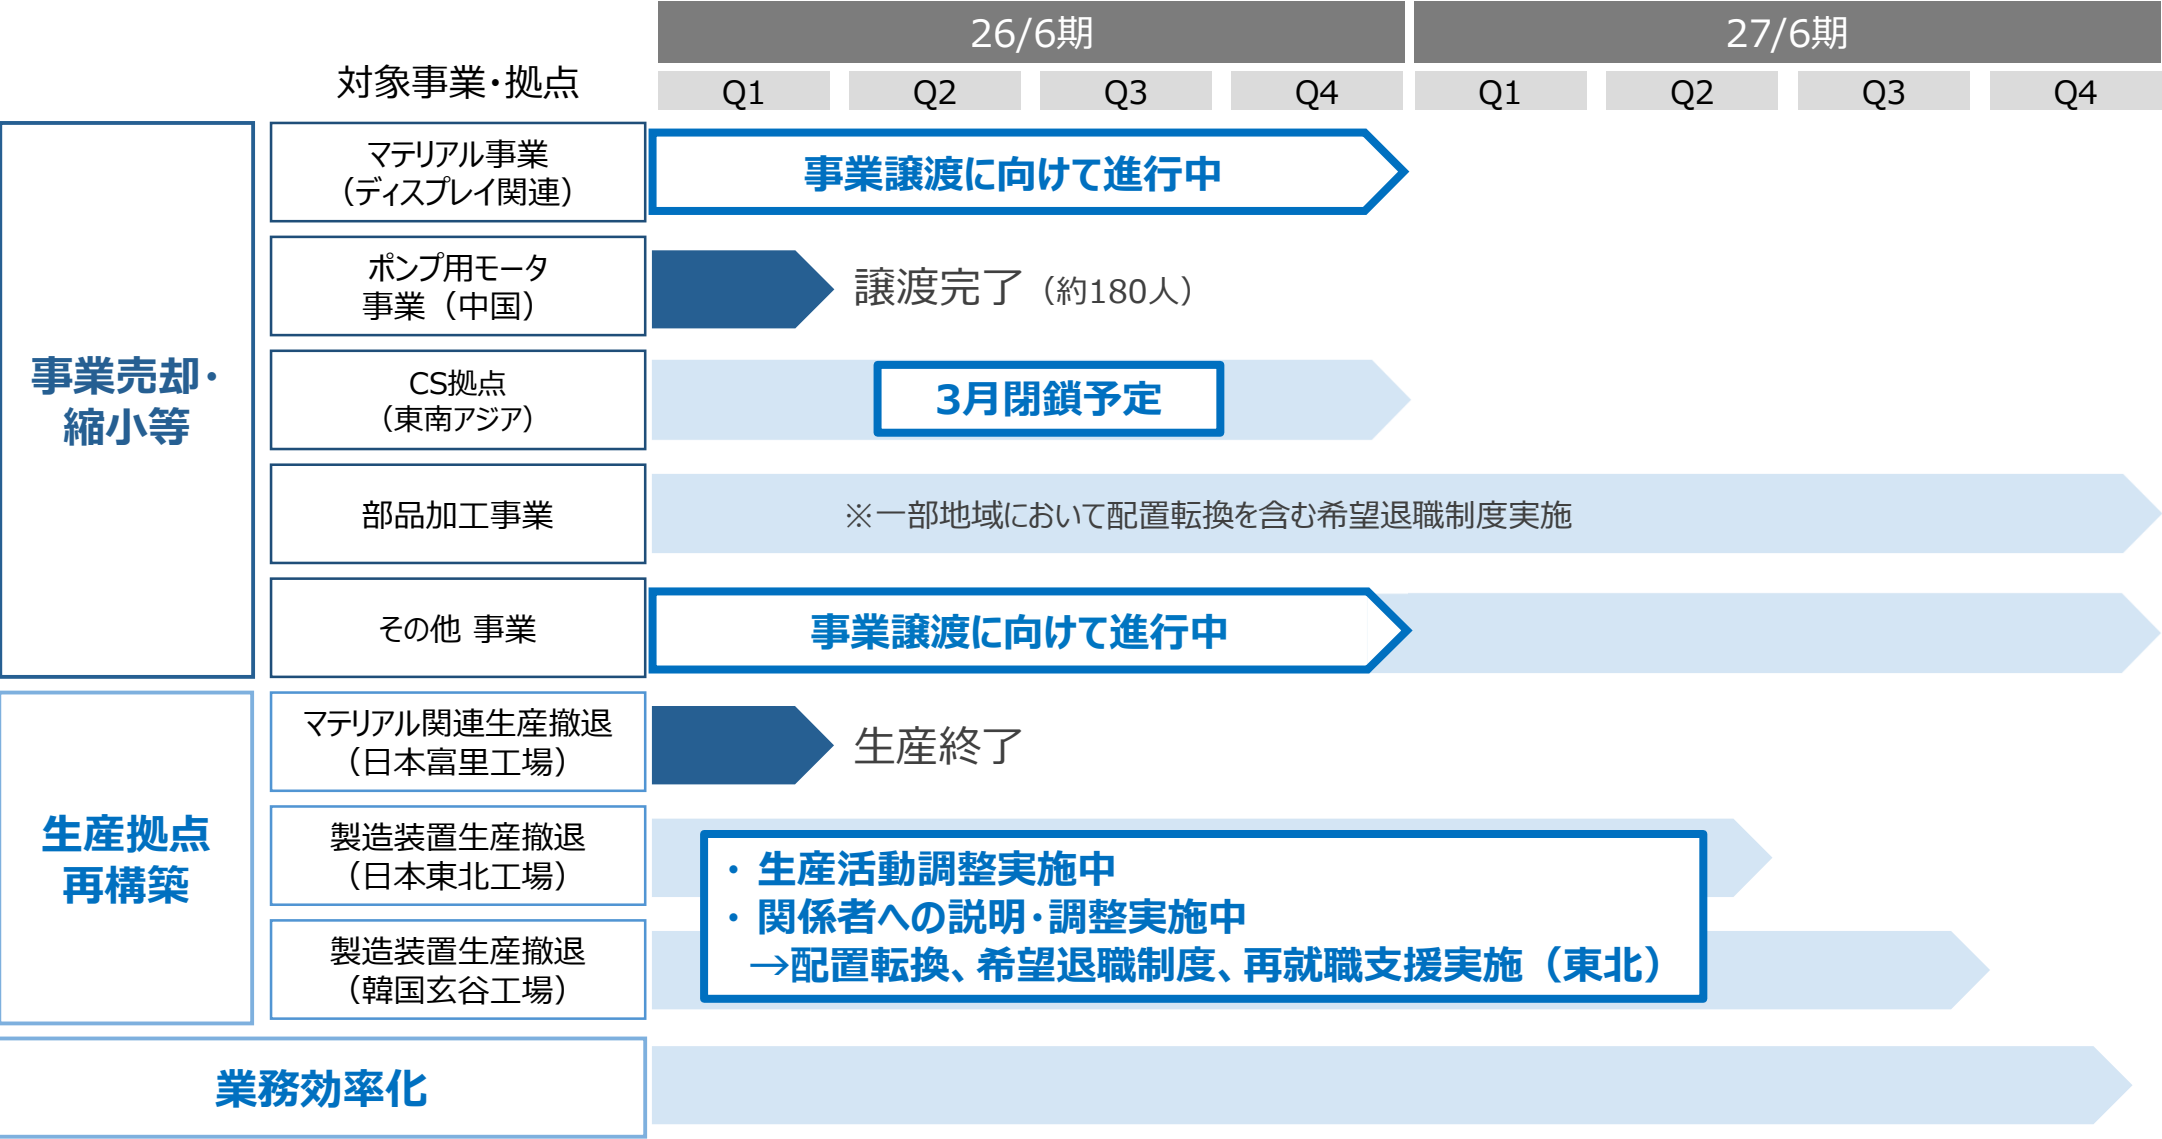 26/6期
27/6期
対象事業・拠点
Q1
Q2
Q3
Q4
Q1
Q2
Q3
Q4
事業売却・
縮小等
マテリアル事業
（ディスプレイ関連）
事業譲渡に向けて進行中
ポンプ用モータ
事業（中国）
譲渡完了（約180人）
CS拠点
（東南アジア）
3月閉鎖予定
部品加工事業
※一部地域において配置転換を含む希望退職制度実施
その他 事業
事業譲渡に向けて進行中
生産拠点
再構築
マテリアル関連生産撤退
（日本富里工場）
生産終了
製造装置生産撤退
（日本東北工場）
製造装置生産撤退
（韓国玄谷工場）
・ 生産活動調整実施中
・ 関係者への説明・調整実施中
→配置転換、希望退職制度、再就職支援実施（東北）
業務効率化